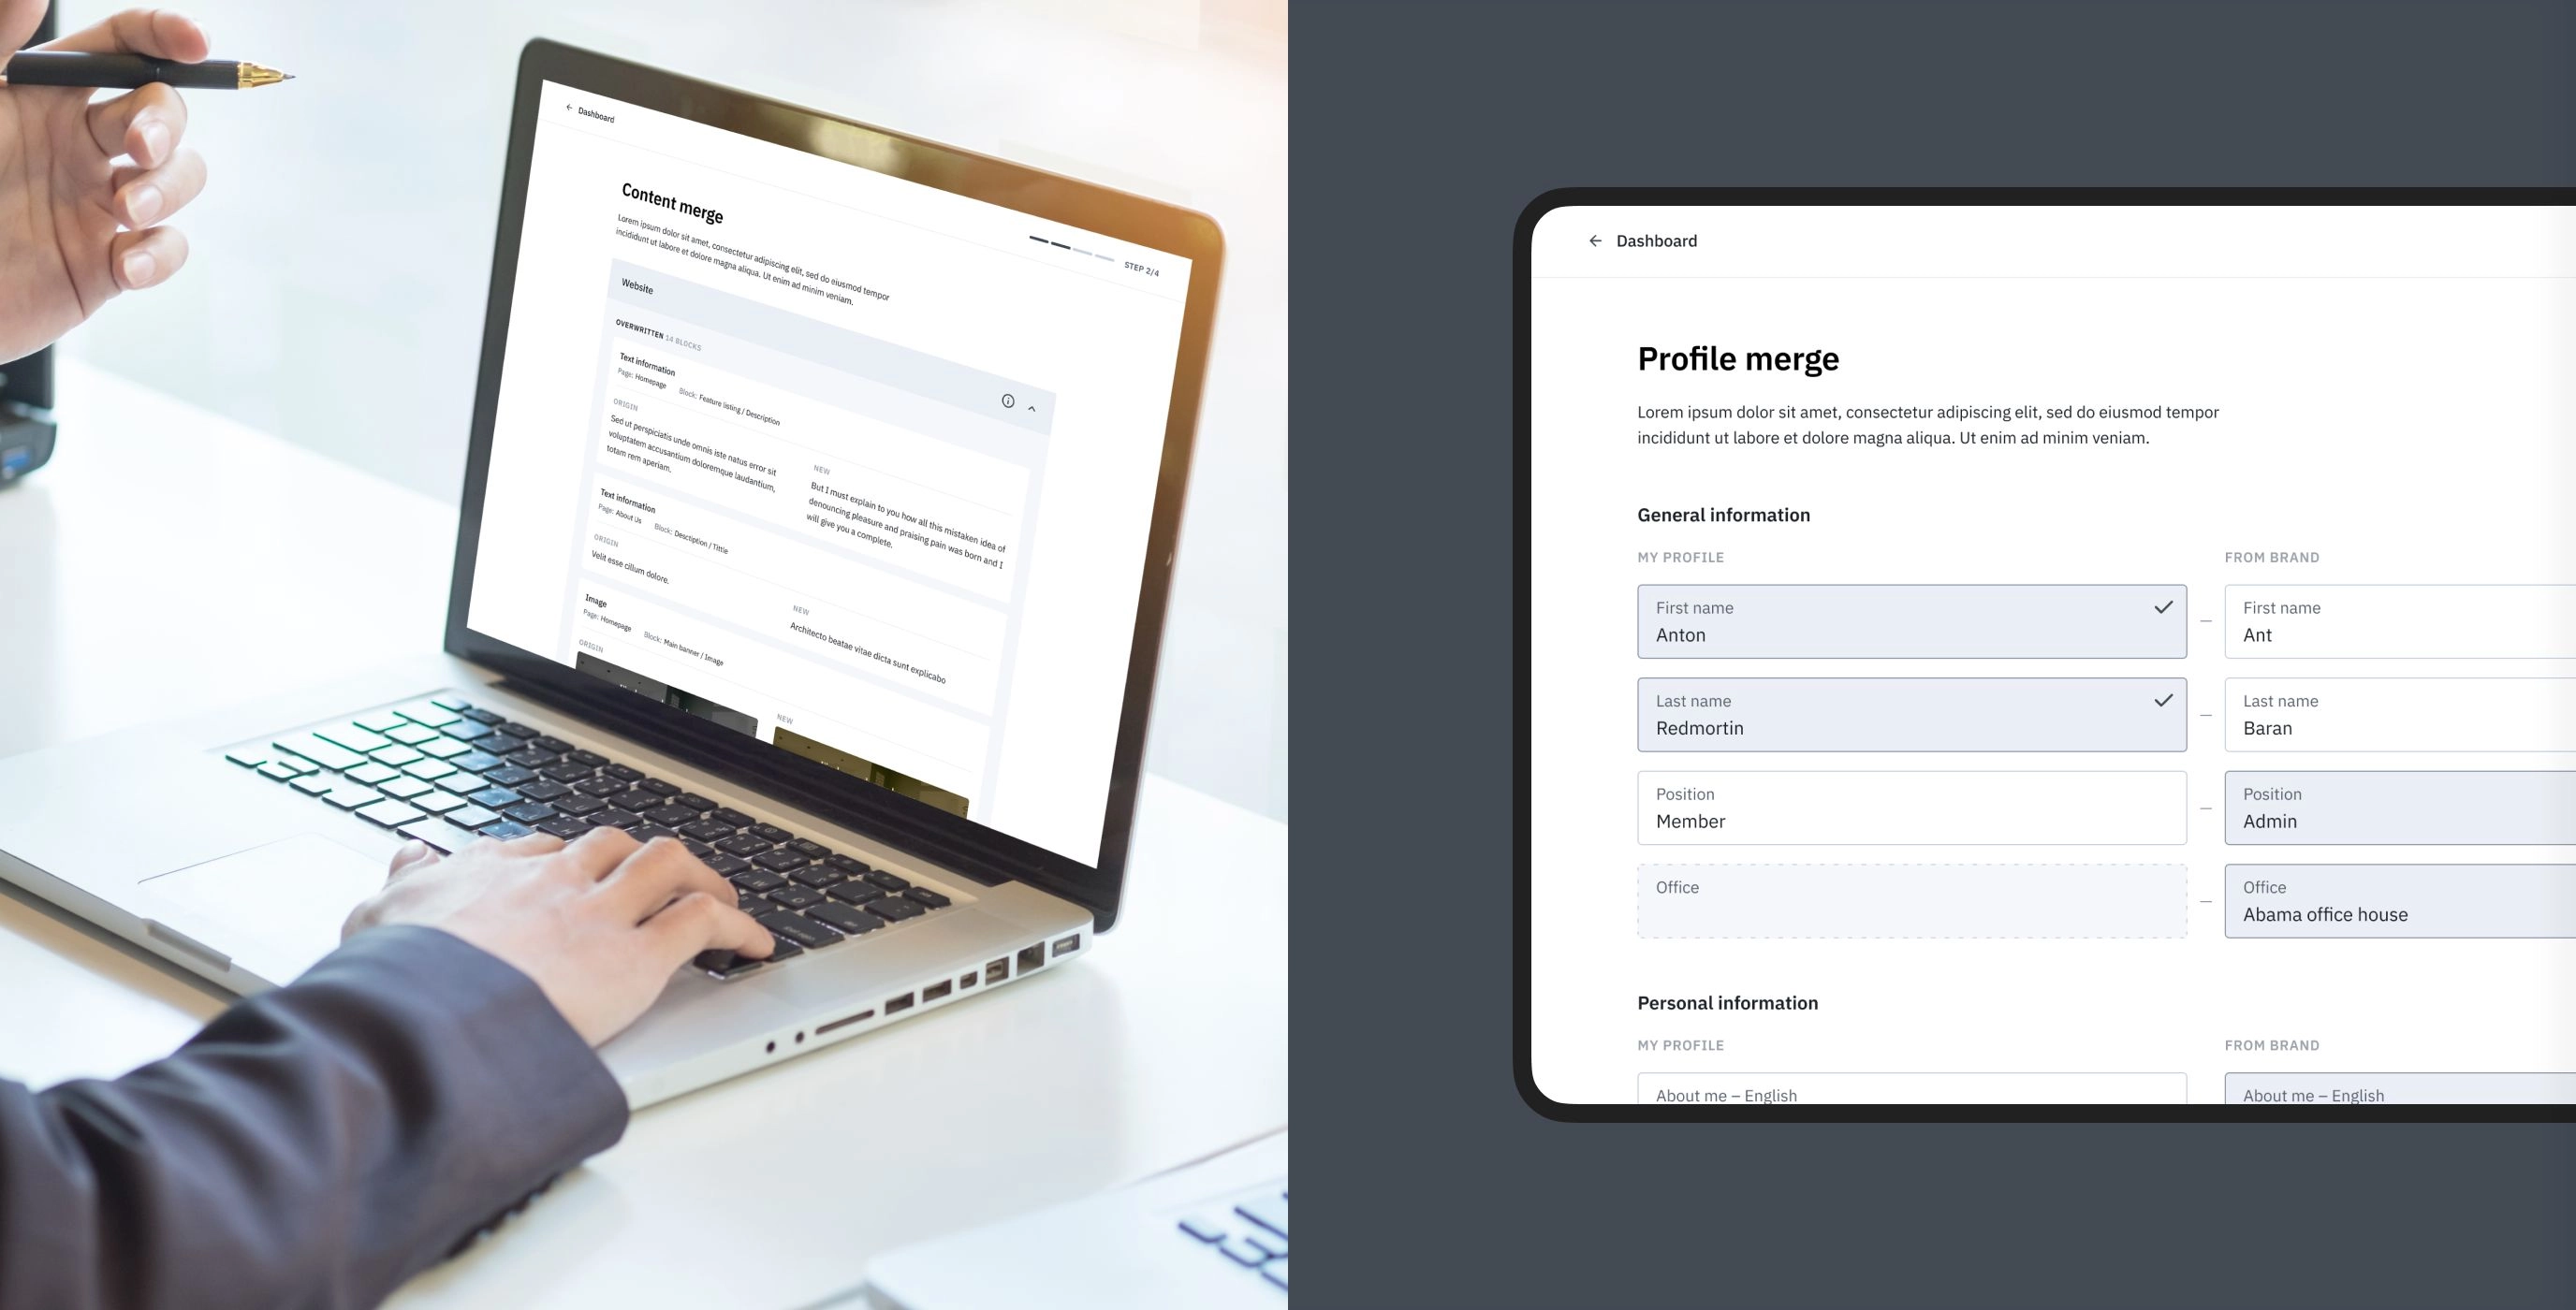 Dashboard
STEP 2/4
Content merge
Lorem ipsum dolor sit amet, consectetur adipiscing elit, sed do eiusmod tempor
incididunt ut labore et dolore magna aliqua. Ut enim ad minim veniam.
Website
OVERWRITTEN 14 BLOCKS
Text information
Page: Homepage Block: Feature listing / Description
ORIGIN
Sed ut perspiciatis unde omnis iste natus error sit
voluptatem accusantium doloremque laudantium,
totam rem aperiam.
NEW
But I must explain to you how all this mistaken idea of
denouncing pleasure and praising pain was born and I
will give you a complete.
Text information
Page: About Us Block: Desctiption / Tittle
ORIGIN
Velit esse cillum dolore.
NEW
Architecto beatae vitae dicta sunt explicabo
Image
Page: Homepage Block: Main banner / Image
ORIGIN
NEW
Dashboard
Profile merge
Lorem ipsum dolor sit amet, consectetur adipiscing elit, sed do eiusmod tempor
incididunt ut labore et dolore magna aliqua. Ut enim ad minim veniam.
General information
MY PROFILE
FROM BRAND
First name
Anton
First name
Ant
Last name
Redmortin
Last name
Baran
Position
Member
Position
Admin
Office
Office
Abama office house
Personal information
MY PROFILE
FROM BRAND
About me – English
About me – English